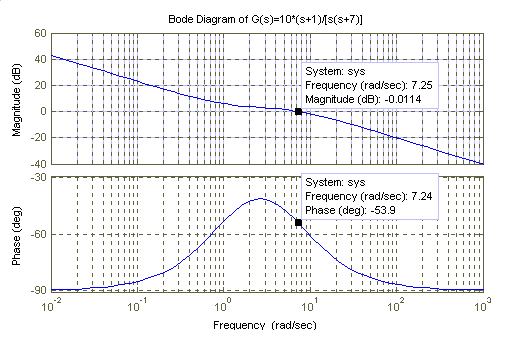 Bode Diagram of G(s)=10*(s+1)/[s(s+7)]
Magnitude (dB)
60
40
20
0
-20
-40
System: sys
Frequency (rad/sec): 7.25
Magnitude (dB): -0.0114
Phase (deg)
-30
-60
-90
System: sys
Frequency (rad/sec): 7.24
Phase (deg): -53.9
10^-2 10^-1 10^0 10^1 10^2 10^3
Frequency (rad/sec)